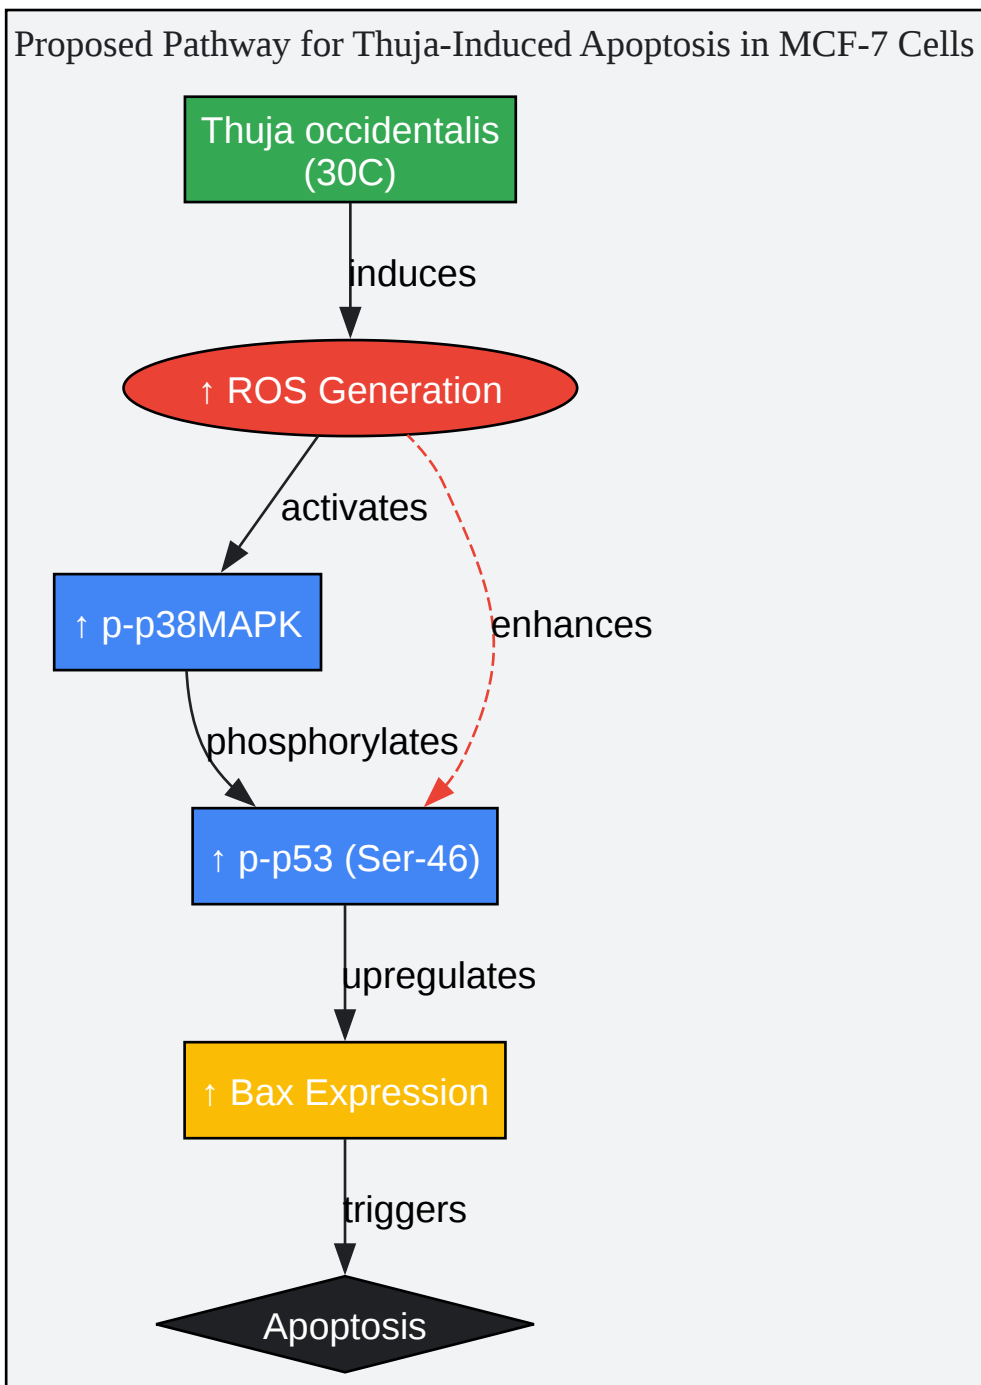 Proposed Pathway for Thuja-Induced Apoptosis in MCF-7 Cells
Thuja occidentalis
(30C)
induces
↑ ROS Generation
activates
↑ p-p38MAPK
enhances
phosphorylates
↑ p-p53 (Ser-46)
upregulates
↑ Bax Expression
triggers
Apoptosis